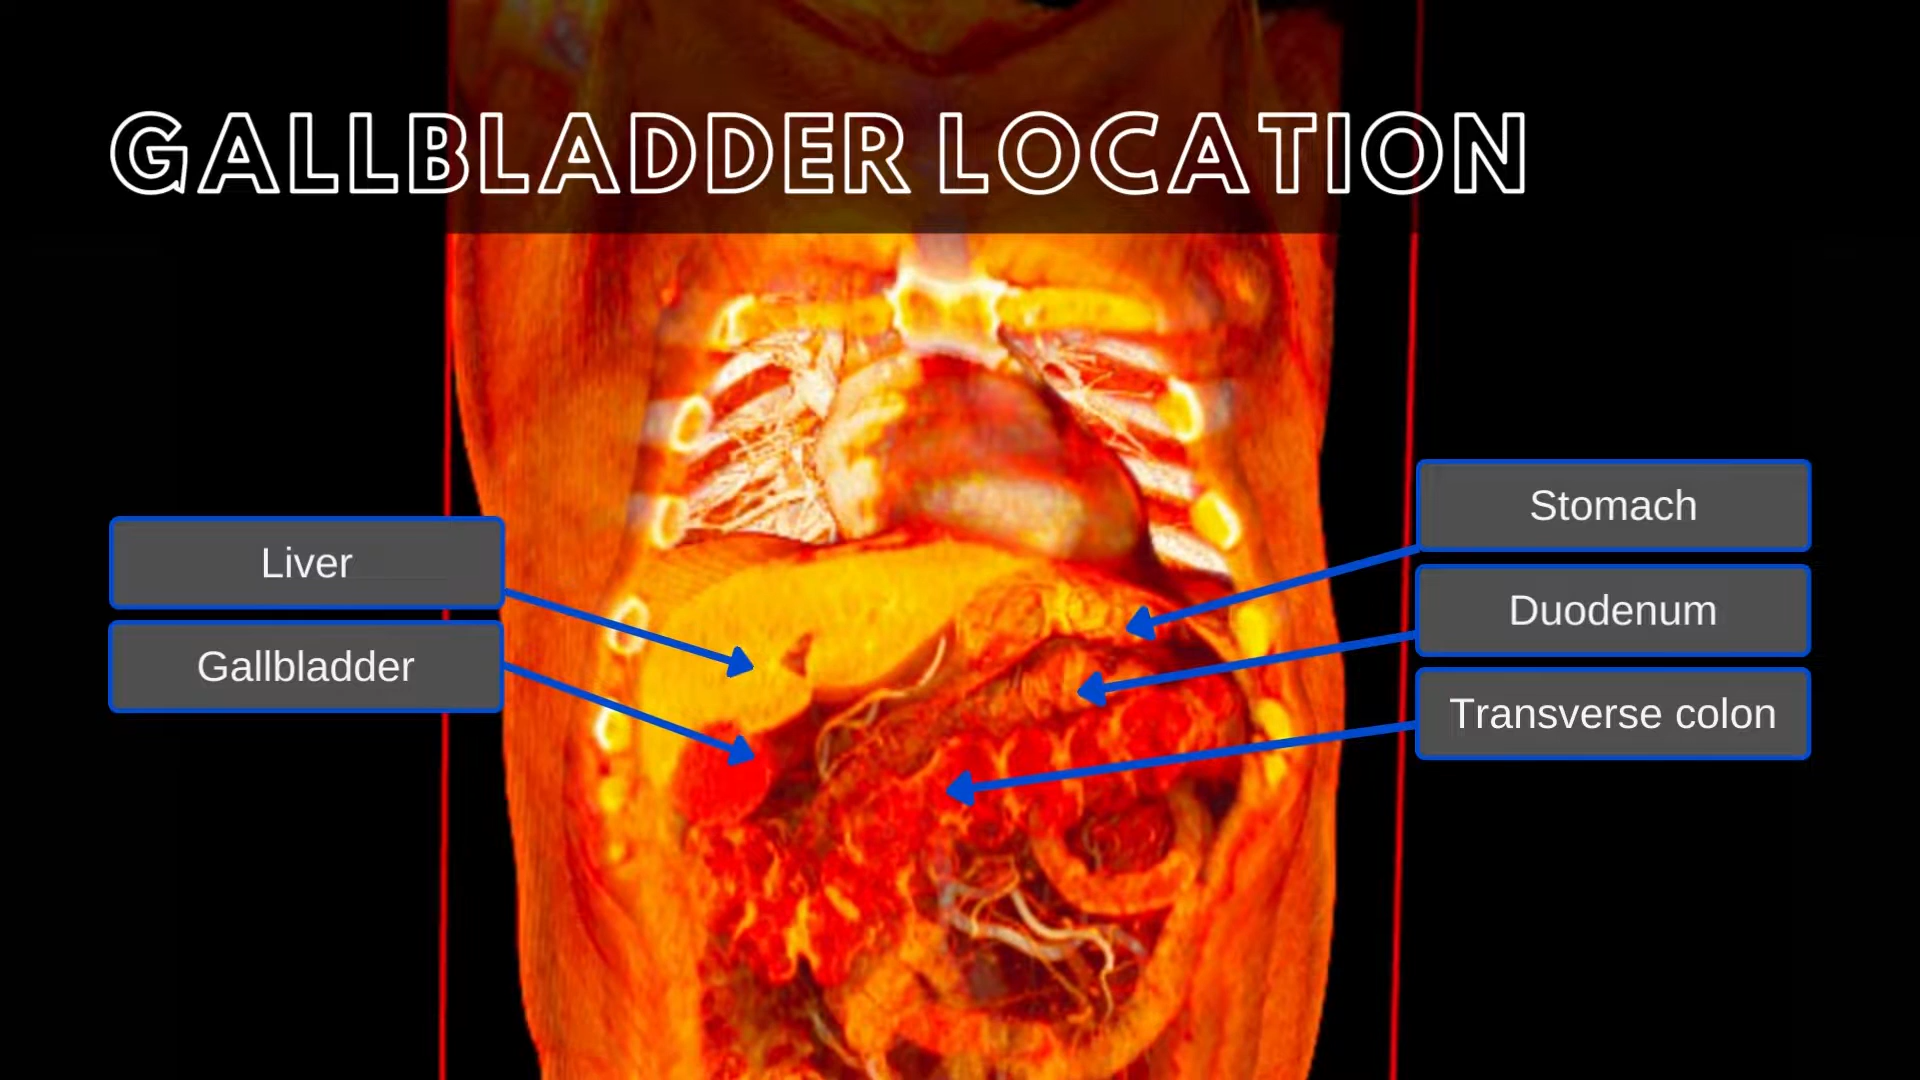 GALLBLADDER LOCATION
Liver
Gallbladder
Stomach
Duodenum
Transverse colon